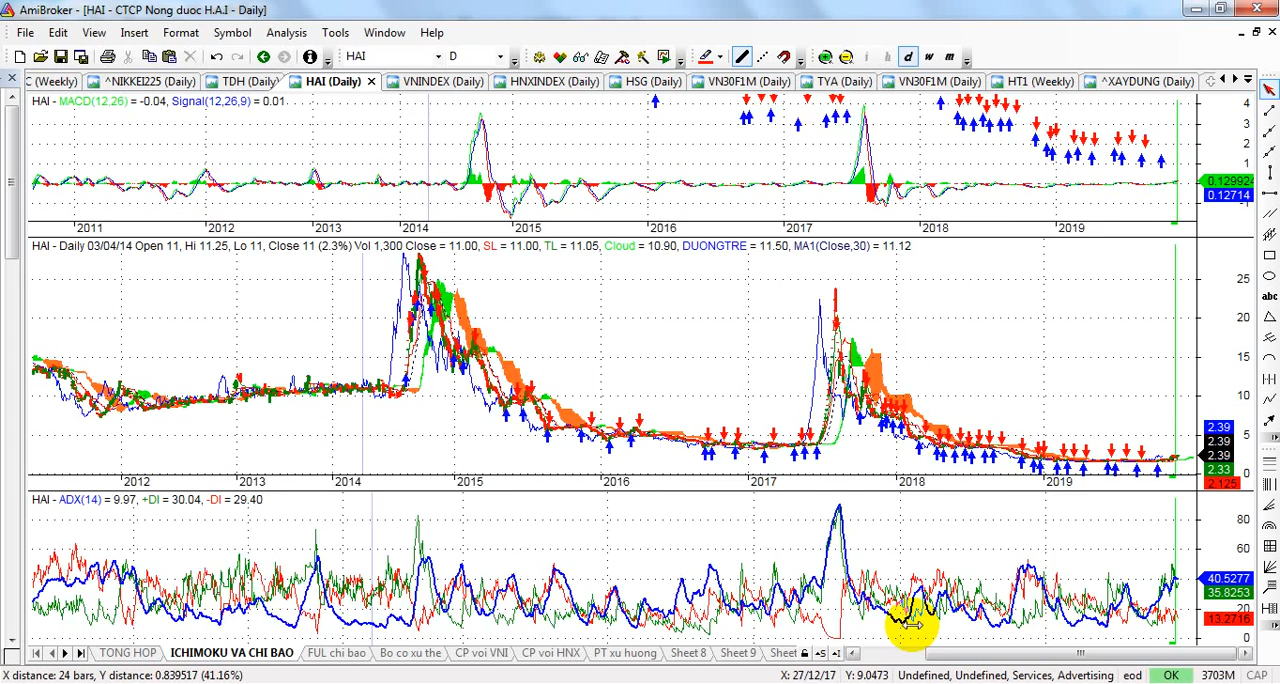 AmiBroker - [HAI - CTCP Nong duoc H.A.I - Daily]
File Edit View Insert Format Symbol Analysis Tools Window Help
HAI D h d w m
C (Weekly) ^NIKKEI225 (Daily) TDH (Daily) HAI (Daily) VNINDEX (Daily) HNXINDEX (Daily) HSG (Daily) VN30F1M (Daily) TYA (Daily) VN30F1M (Daily) HT1 (Weekly) ^XAYDUNG (Daily)
HAI - MACD(12,26) = -0.04, Signal(12,26,9) = 0.01
4
3
2
1
0.129924
0.12714
2011 2012 2013 2014 2015 2016 2017 2018 2019
HAI - Daily 03/04/14 Open 11, Hi 11.25, Lo 11, Close 11 (2.3%) Vol 1,300 Close = 11.00, SL = 11.00, TL = 11.05, Cloud = 10.90, DUONGTRE = 11.50, MA1(Close,30) = 11.12
25
20
15
abc
10
5
2.39
2.39
2.39
2.33
0
2.125
2012 2013 2014 2015 2016 2017 2018 2019
HAI - ADX(14) = 9.97, +DI = 30.04, -DI = 29.40
80
60
40.5277
35.8253
20
13.2716
0
TONG HOP ICHIMOKU VA CHI BAO FUL chi bao Bo co xu the CP voi VNI CP voi HNX PT xu huong Sheet 8 Sheet 9 Sheet
X distance: 24 bars, Y distance: 0.839517 (41.16%) X: 27/12/17 Y: 9.0473 Undefined, Undefined, Services, Advertising eod OK 3703M CAP